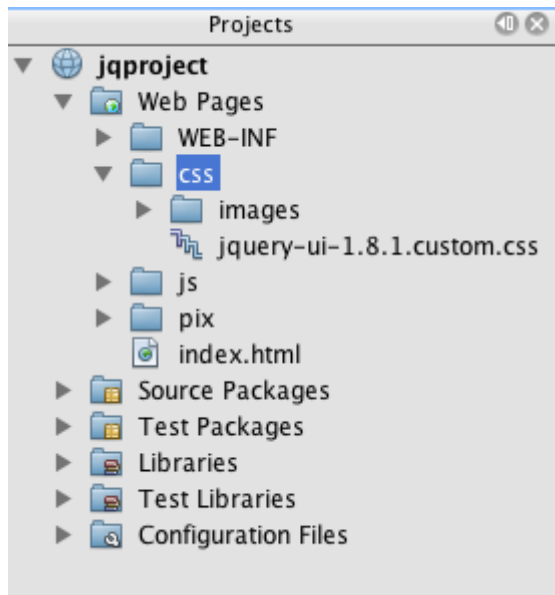 Projects
jqproject
Web Pages
WEB-INF
css
images
jquery-ui-1.8.1.custom.css
js
pix
index.html
Source Packages
Test Packages
Libraries
Test Libraries
Configuration Files